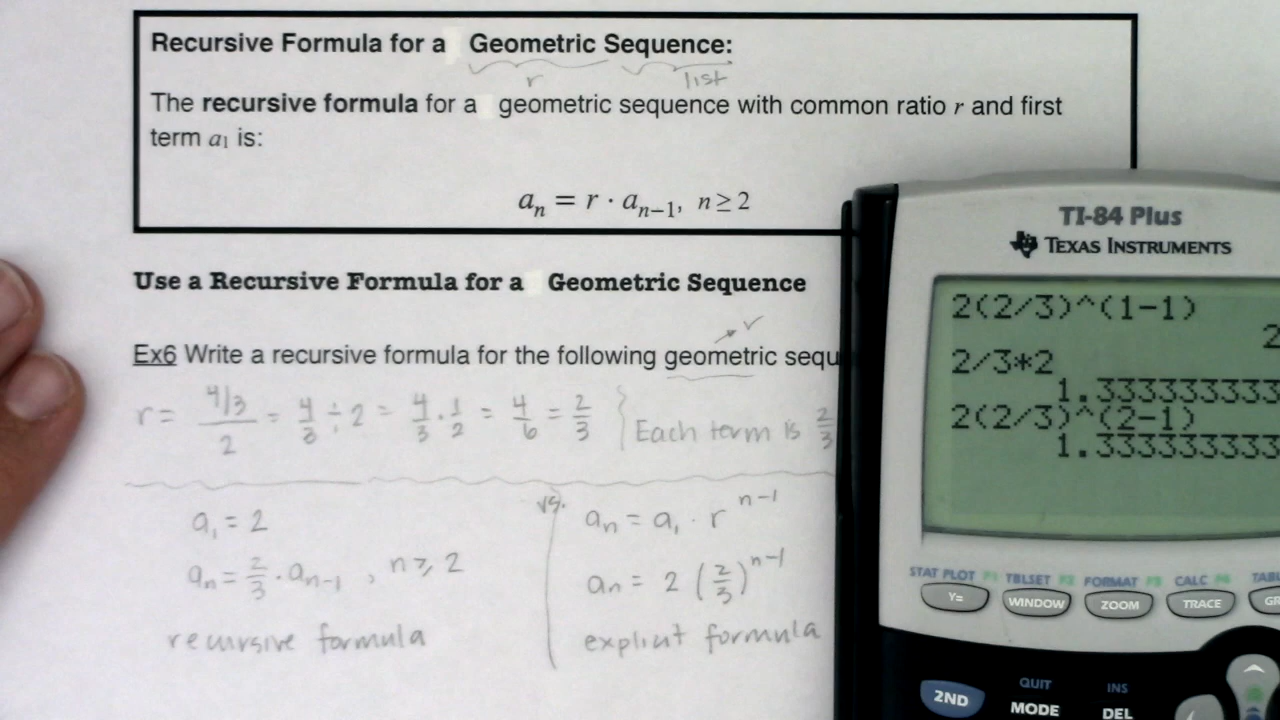 Recursive Formula for a Geometric Sequence:
r list
The recursive formula for a geometric sequence with common ratio r and first
term a₁ is:
aₙ = r · aₙ₋₁, n ≥ 2
TI-84 Plus
TEXAS INSTRUMENTS
Use a Recursive Formula for a Geometric Sequence
r
Ex6 Write a recursive formula for the following geometric sequ
r = (4/3)/2 = 4/3 ÷ 2 = 4/3 · 1/2 = 4/6 = 2/3 } Each term is 2/3
2(2/3)^(1-1)
2
2/3*2
1.333333333
2(2/3)^(2-1)
1.333333333
a₁ = 2
aₙ = 2/3 · aₙ₋₁, n ≥ 2
recursive formula
vs.
aₙ = a₁ · r^(n-1)
aₙ = 2 (2/3)^(n-1)
explicit formula
STAT PLOT F1 TBLSET F2 FORMAT F3 CALC F4 TABL
Y= WINDOW ZOOM TRACE GR
QUIT INS
2ND MODE DEL